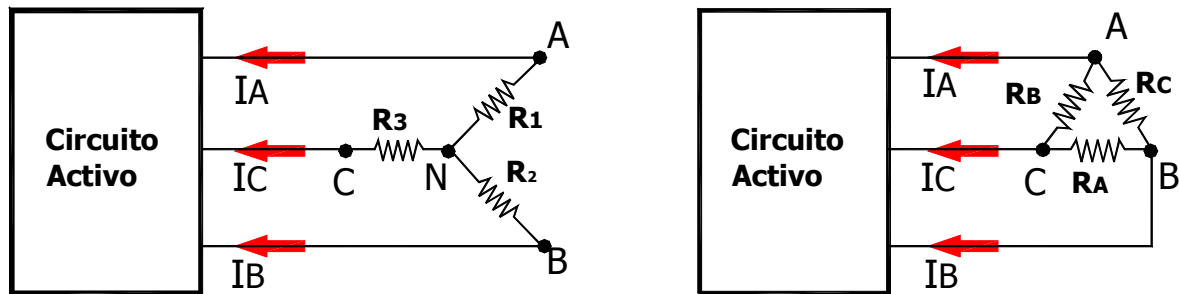 Circuito
Activo
IA
IC
IB
A
R1
R3
C
N
R2
B
Circuito
Activo
IA
IC
IB
A
RB
RC
C
RA
B